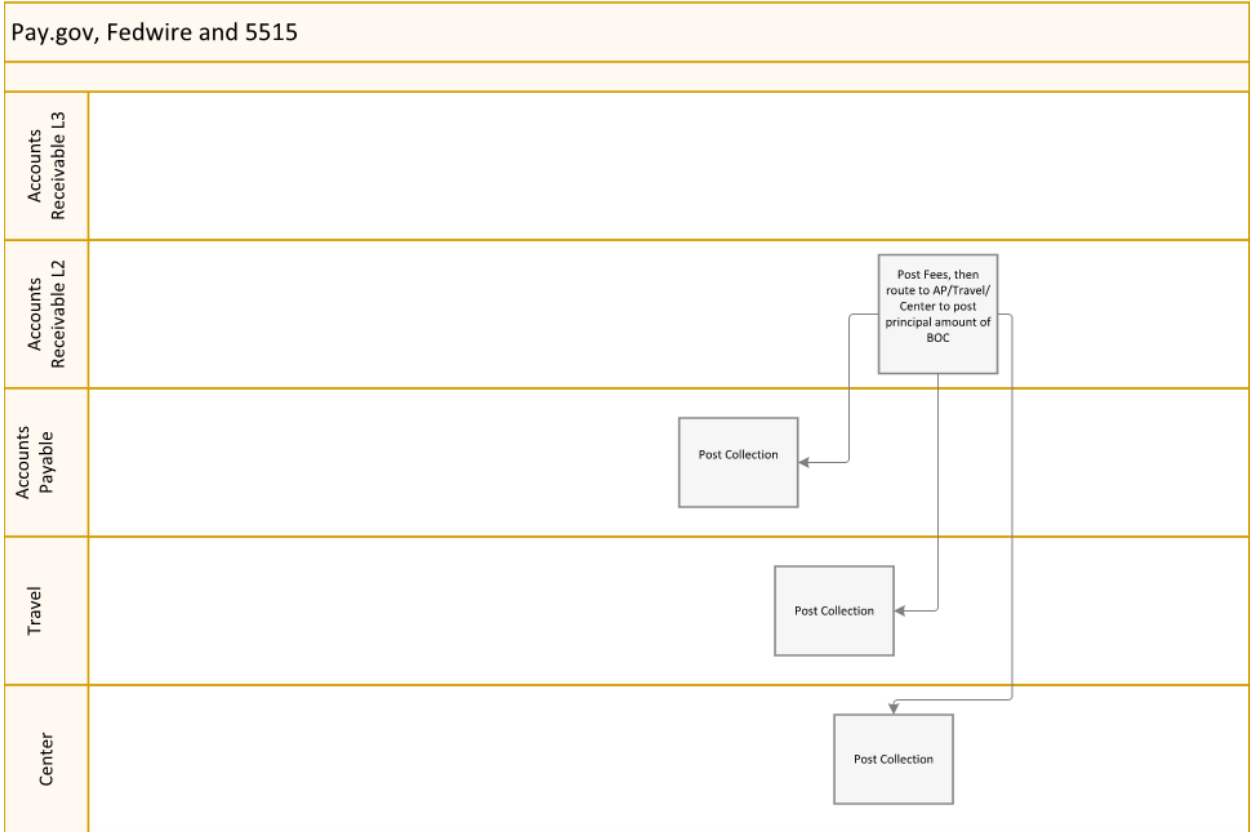 Pay.gov, Fedwire and 5515
Accounts
Receivable L3
Accounts
Receivable L2
Post Fees, then
route to AP/Travel/
Center to post
principal amount of
BOC
Accounts
Payable
Post Collection
Travel
Post Collection
Center
Post Collection